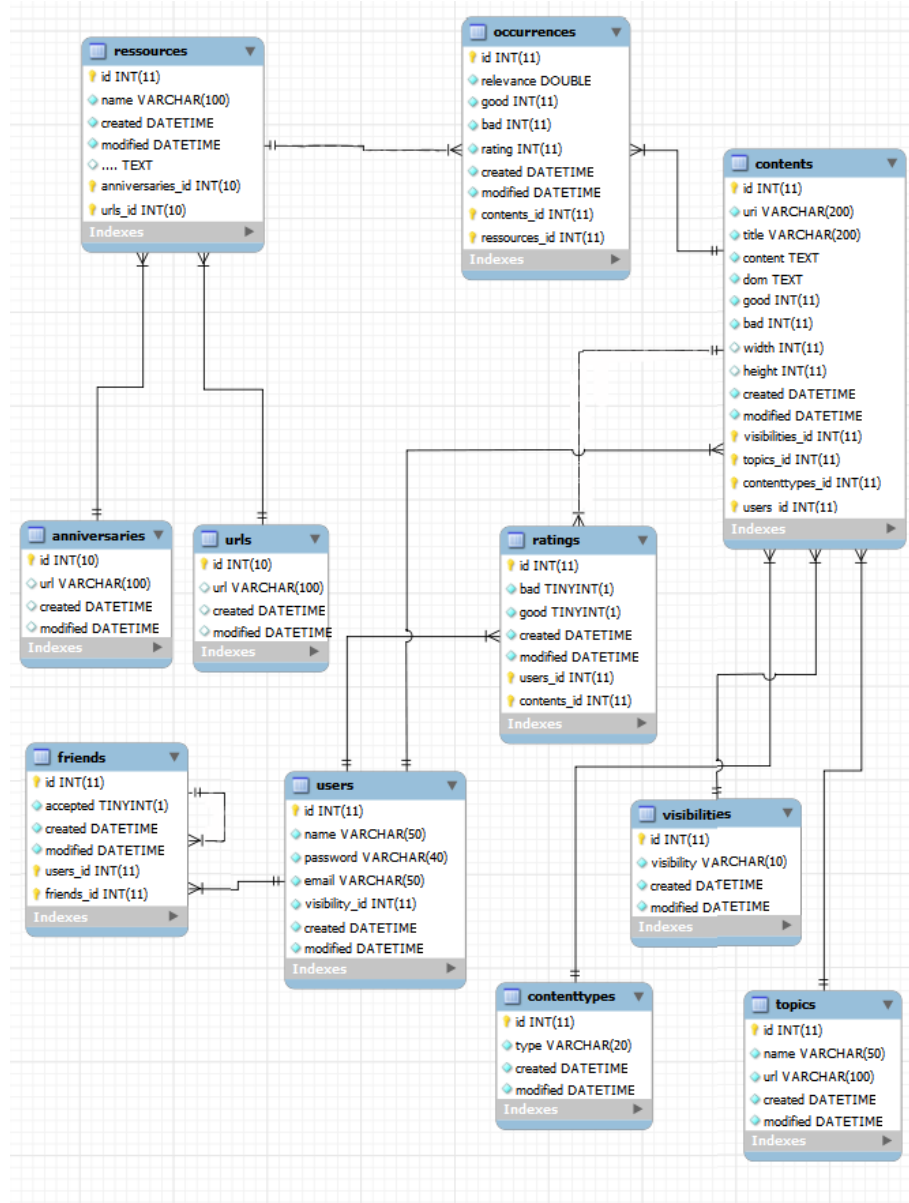 ressources
id INT(11)
name VARCHAR(100)
created DATETIME
modified DATETIME
.... TEXT
anniversaries_id INT(10)
urls_id INT(10)
Indexes
occurrences
id INT(11)
relevance DOUBLE
good INT(11)
bad INT(11)
rating INT(11)
created DATETIME
modified DATETIME
contents_id INT(11)
ressources_id INT(11)
Indexes
contents
id INT(11)
uri VARCHAR(200)
title VARCHAR(200)
content TEXT
dom TEXT
good INT(11)
bad INT(11)
width INT(11)
height INT(11)
created DATETIME
modified DATETIME
visibilities_id INT(11)
topics_id INT(11)
contenttypes_id INT(11)
users_id INT(11)
Indexes
anniversaries
id INT(10)
url VARCHAR(100)
created DATETIME
modified DATETIME
Indexes
urls
id INT(10)
url VARCHAR(100)
created DATETIME
modified DATETIME
Indexes
ratings
id INT(11)
bad TINYINT(1)
good TINYINT(1)
created DATETIME
modified DATETIME
users_id INT(11)
contents_id INT(11)
Indexes
friends
id INT(11)
accepted TINYINT(1)
created DATETIME
modified DATETIME
users_id INT(11)
friends_id INT(11)
Indexes
users
id INT(11)
name VARCHAR(50)
password VARCHAR(40)
email VARCHAR(50)
visibility_id INT(11)
created DATETIME
modified DATETIME
Indexes
visibilities
id INT(11)
visibility VARCHAR(10)
created DATETIME
modified DATETIME
Indexes
contenttypes
id INT(11)
type VARCHAR(20)
created DATETIME
modified DATETIME
Indexes
topics
id INT(11)
name VARCHAR(50)
url VARCHAR(100)
created DATETIME
modified DATETIME
Indexes